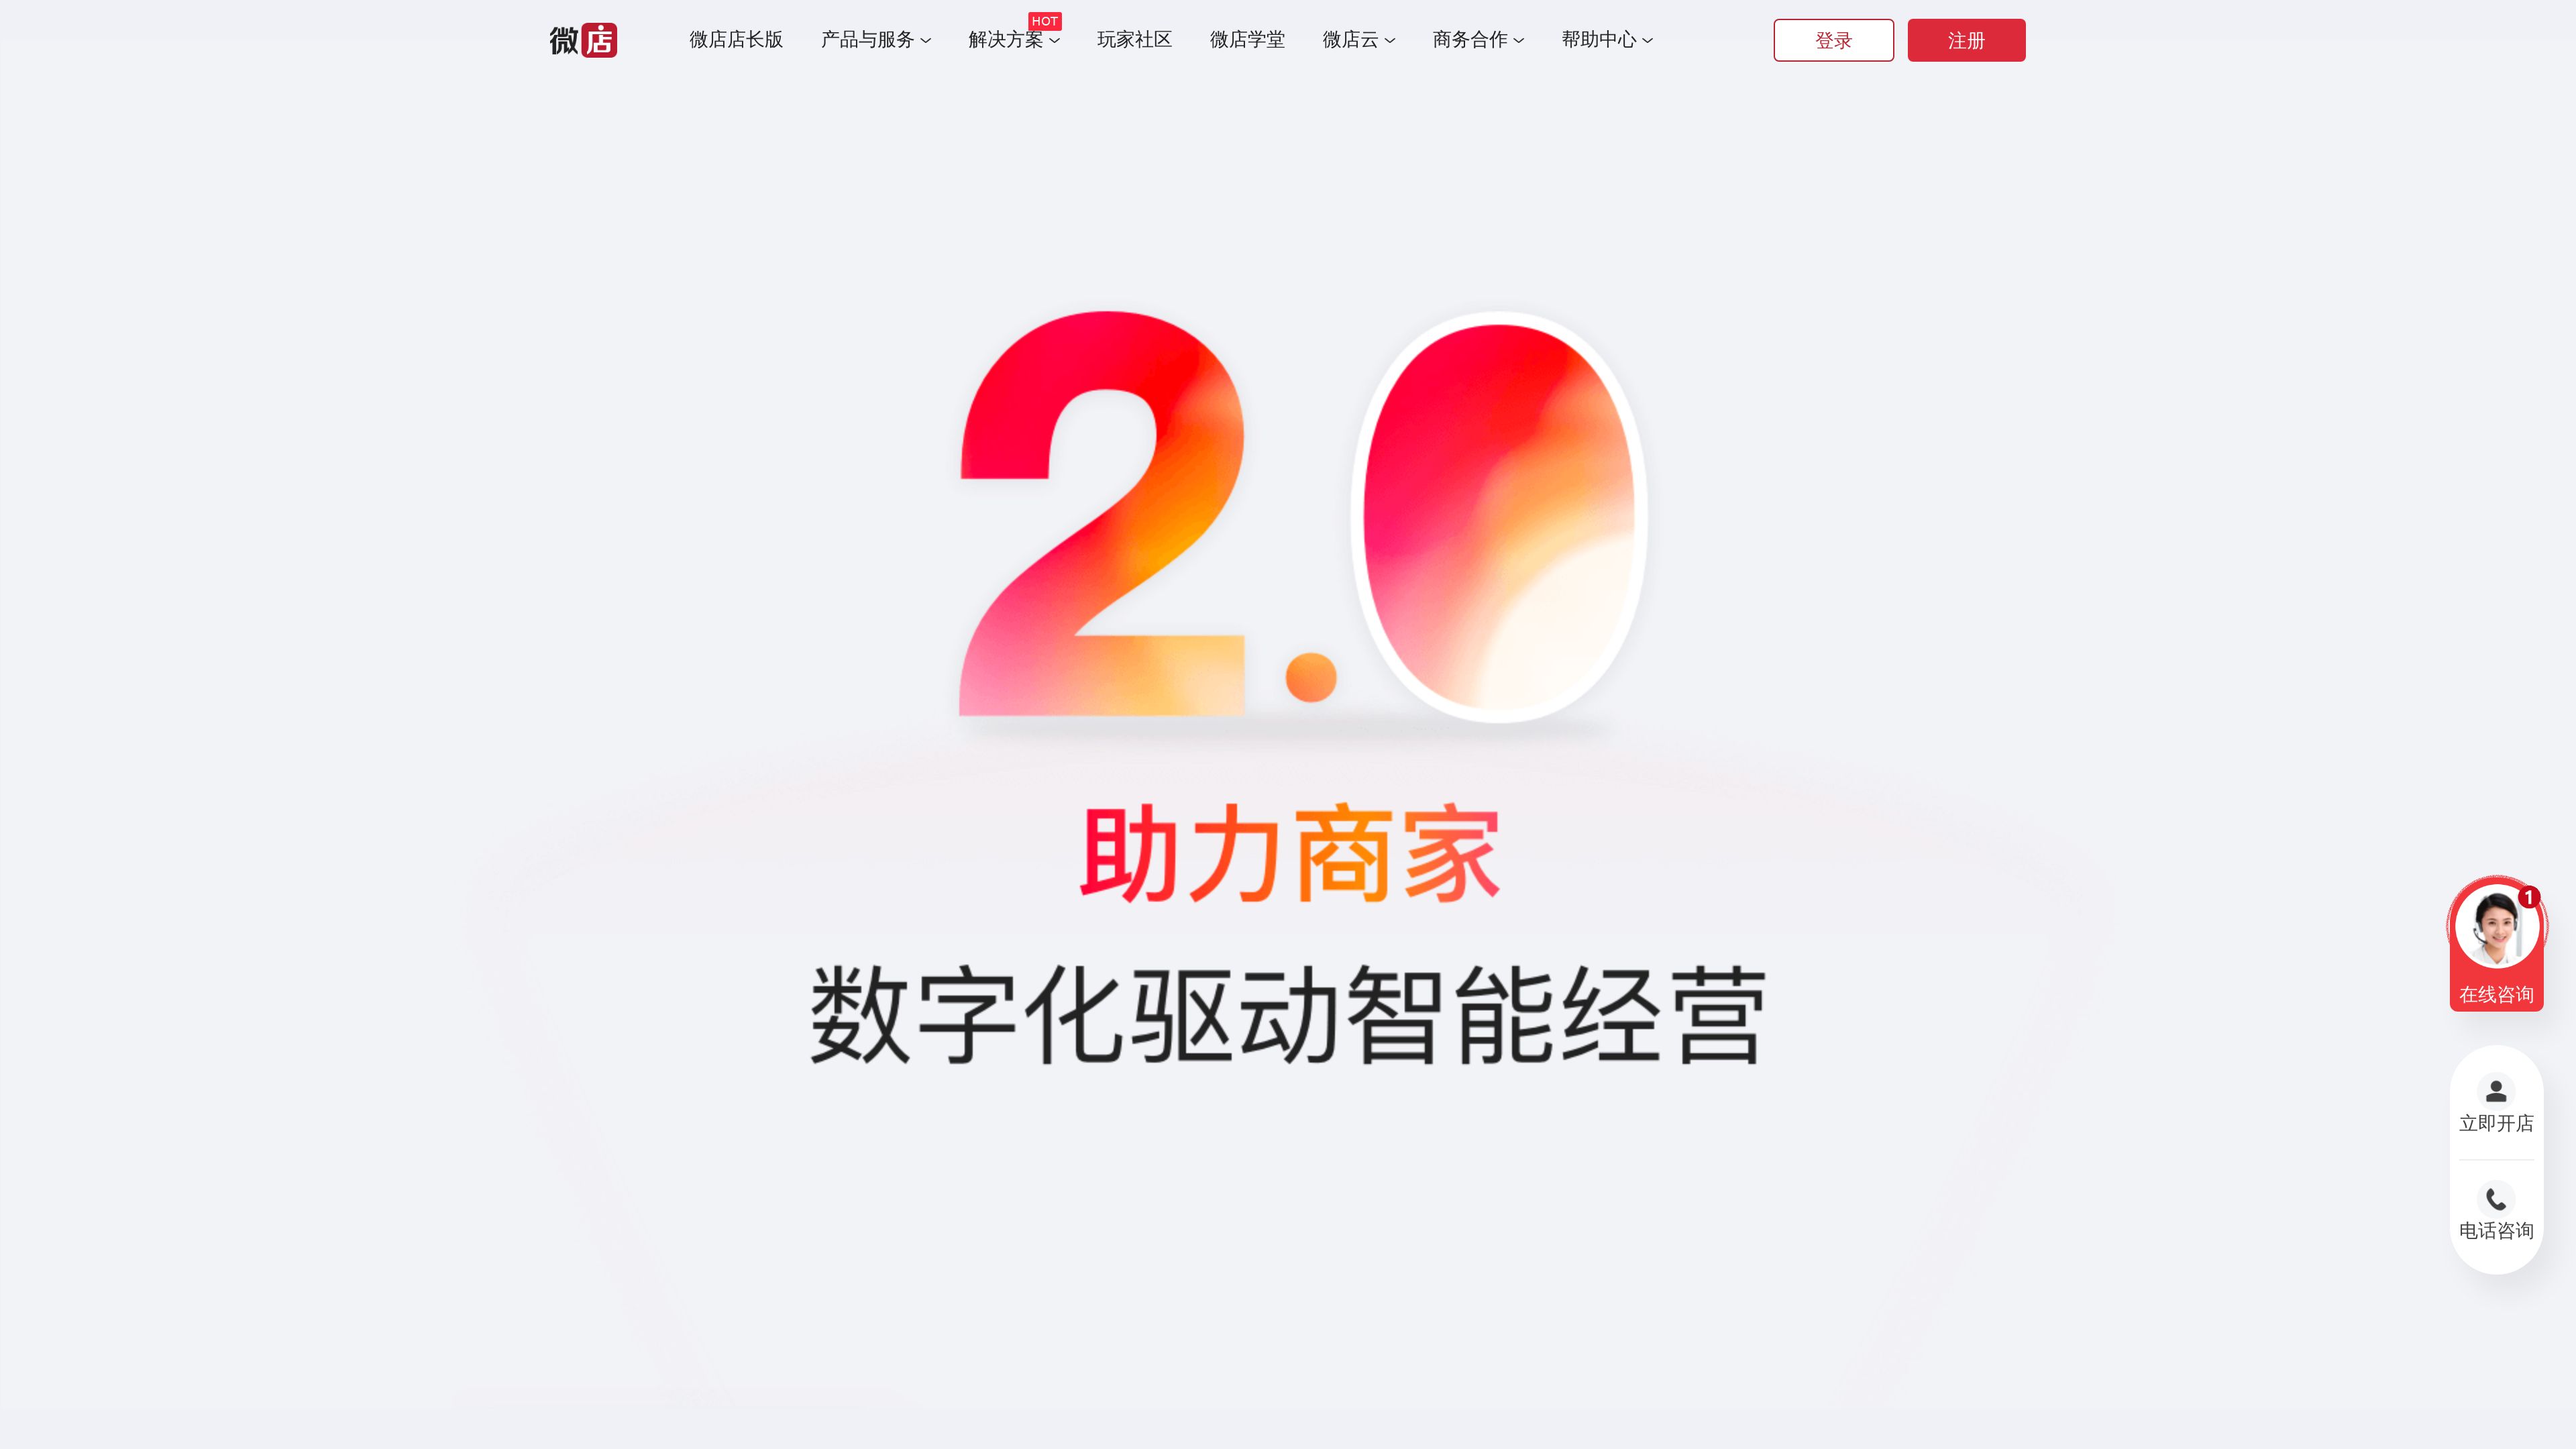 微店
微店店长版 产品与服务 解决方案 HOT 玩家社区 微店学堂 微店云 商务合作 帮助中心 登录 注册
2.0
助力商家
数字化驱动智能经营
1
在线咨询
立即开店
电话咨询